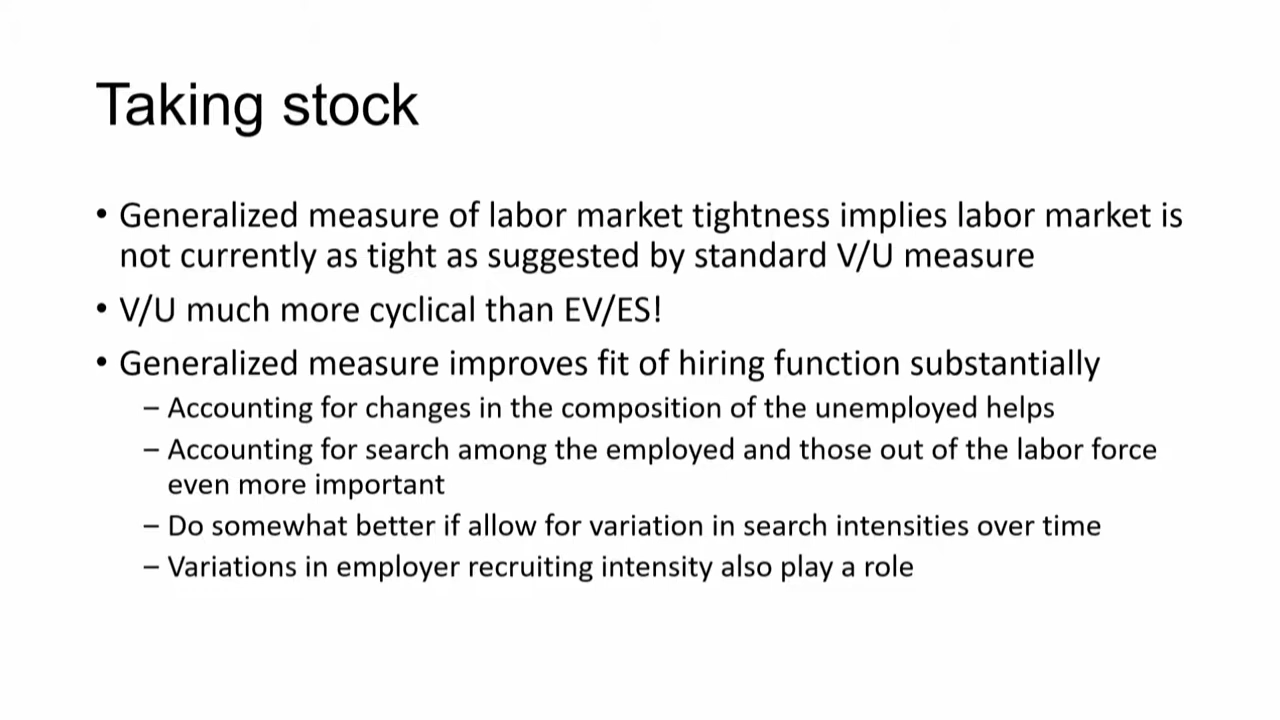 Taking stock
• Generalized measure of labor market tightness implies labor market is
not currently as tight as suggested by standard V/U measure
• V/U much more cyclical than EV/ES!
• Generalized measure improves fit of hiring function substantially
– Accounting for changes in the composition of the unemployed helps
– Accounting for search among the employed and those out of the labor force
even more important
– Do somewhat better if allow for variation in search intensities over time
– Variations in employer recruiting intensity also play a role